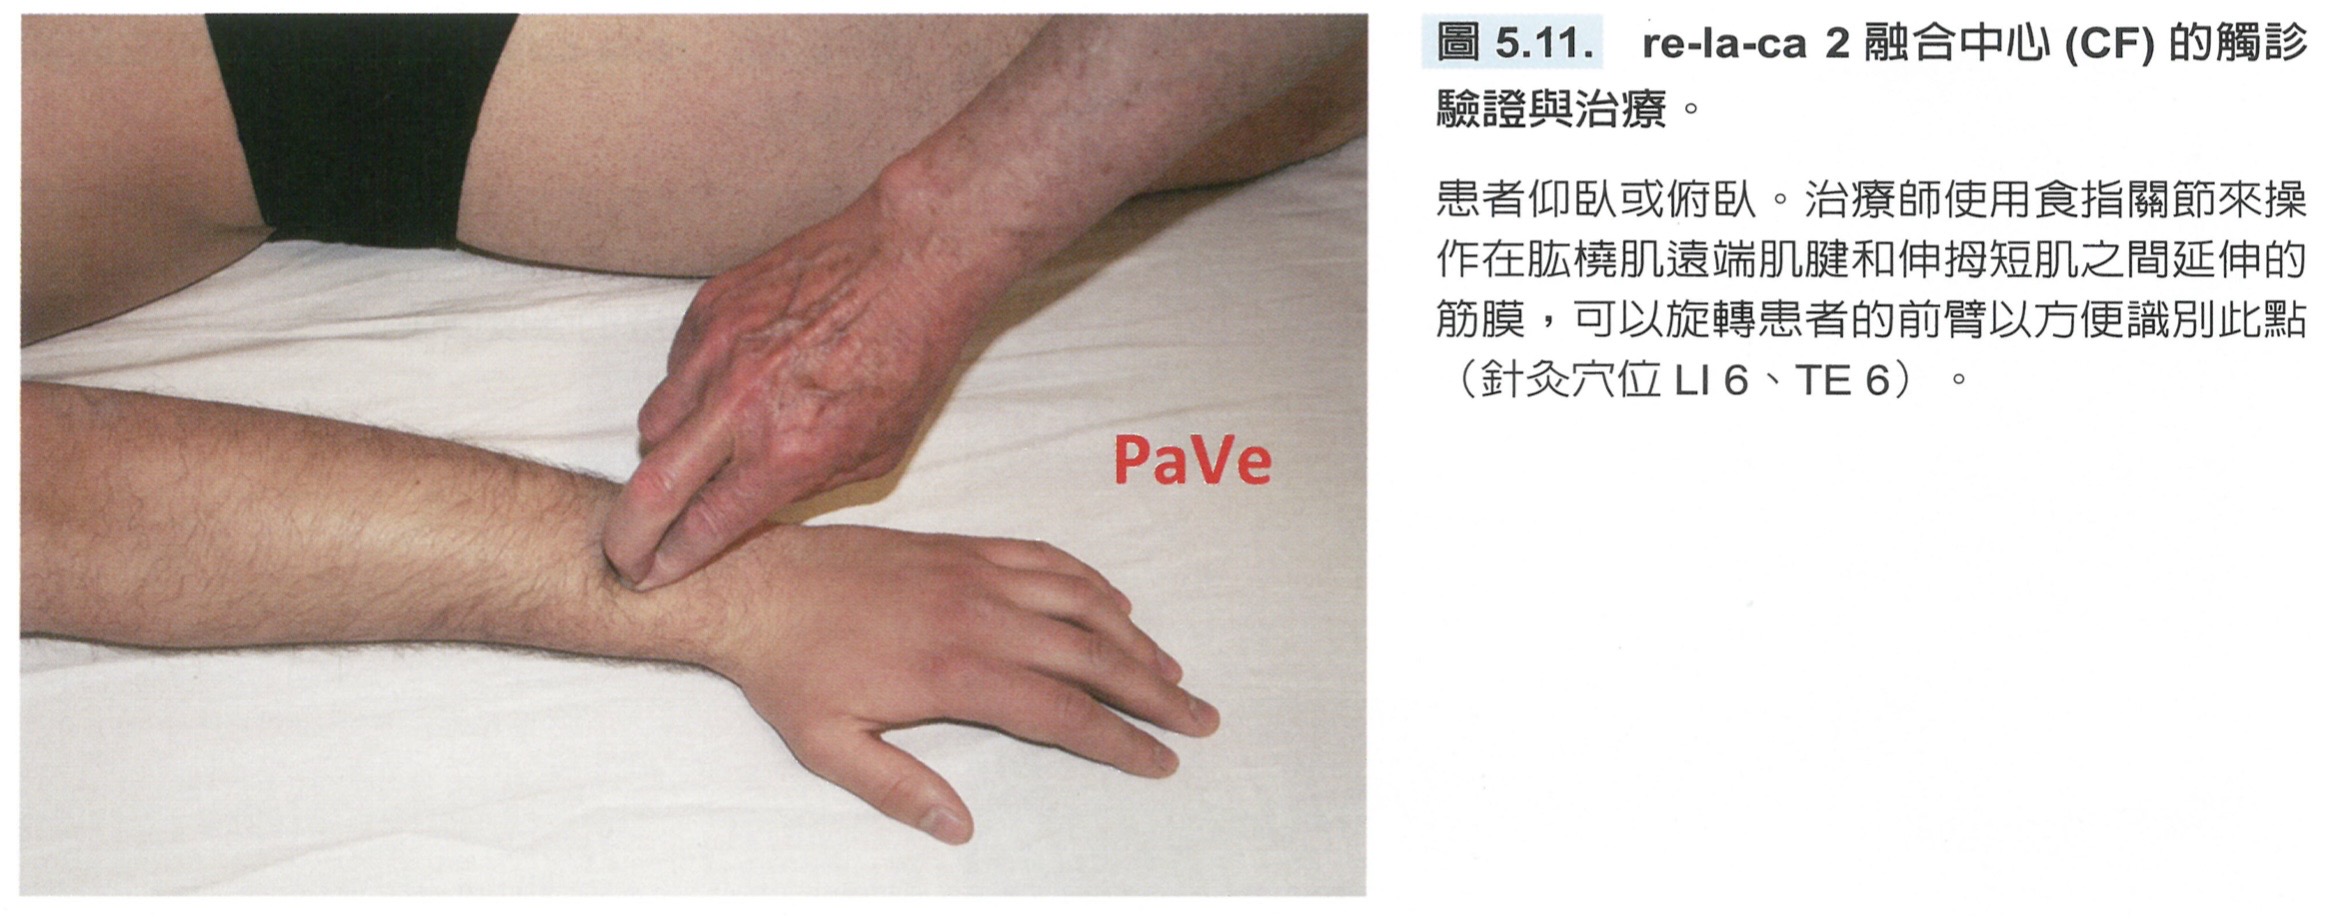 圖 5.11. re-la-ca 2 融合中心 (CF) 的觸診
驗證與治療。
患者仰臥或俯臥。治療師使用食指關節來操
作在肱橈肌遠端肌腱和伸拇短肌之間延伸的
筋膜，可以旋轉患者的前臂以方便識別此點
（針灸穴位 LI 6、TE 6）。
PaVe